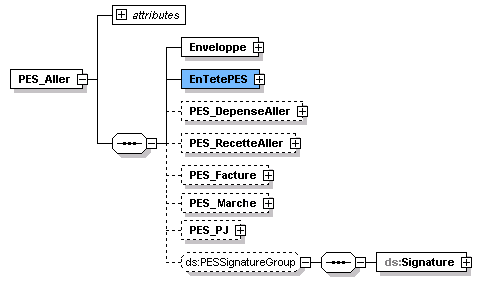 attributes
Enveloppe
PES_Aller
EnTetePES
PES_DepenseAller
PES_RecetteAller
PES_Facture
PES_Marche
PES_PJ
ds:PESSignatureGroup
ds:Signature